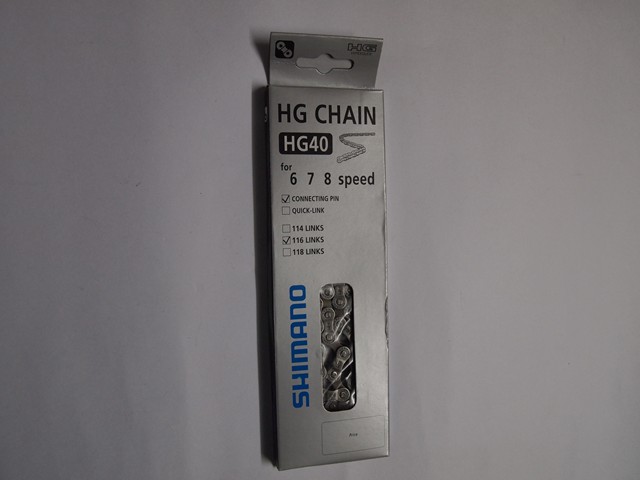 HG
HG CHAIN
HG40
for
6 7 8 speed
CONNECTING PIN
QUICK-LINK
114 LINKS
116 LINKS
118 LINKS
SHIMANO